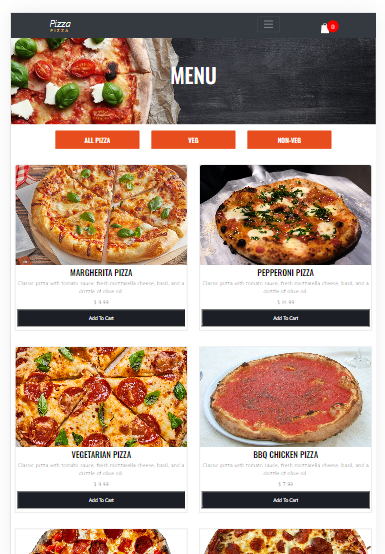 Pizza
PIZZA
0
MENU
ALL PIZZA
VEG
NON-VEG
MARGHERITA PIZZA
Classic pizza with tomato sauce, fresh mozzarella cheese, basil, and a
drizzle of olive oil.
$ 9.99
Add To Cart
PEPPERONI PIZZA
Classic pizza with tomato sauce, fresh mozzarella cheese, basil, and a
drizzle of olive oil.
Add To Cart
VEGETARIAN PIZZA
Classic pizza with tomato sauce, fresh mozzarella cheese, basil, and a
drizzle of olive oil.
$ 9.99
Add To Cart
BBQ CHICKEN PIZZA
Classic pizza with tomato sauce, fresh mozzarella cheese, basil, and a
drizzle of olive oil.
$ 7.99
Add To Cart